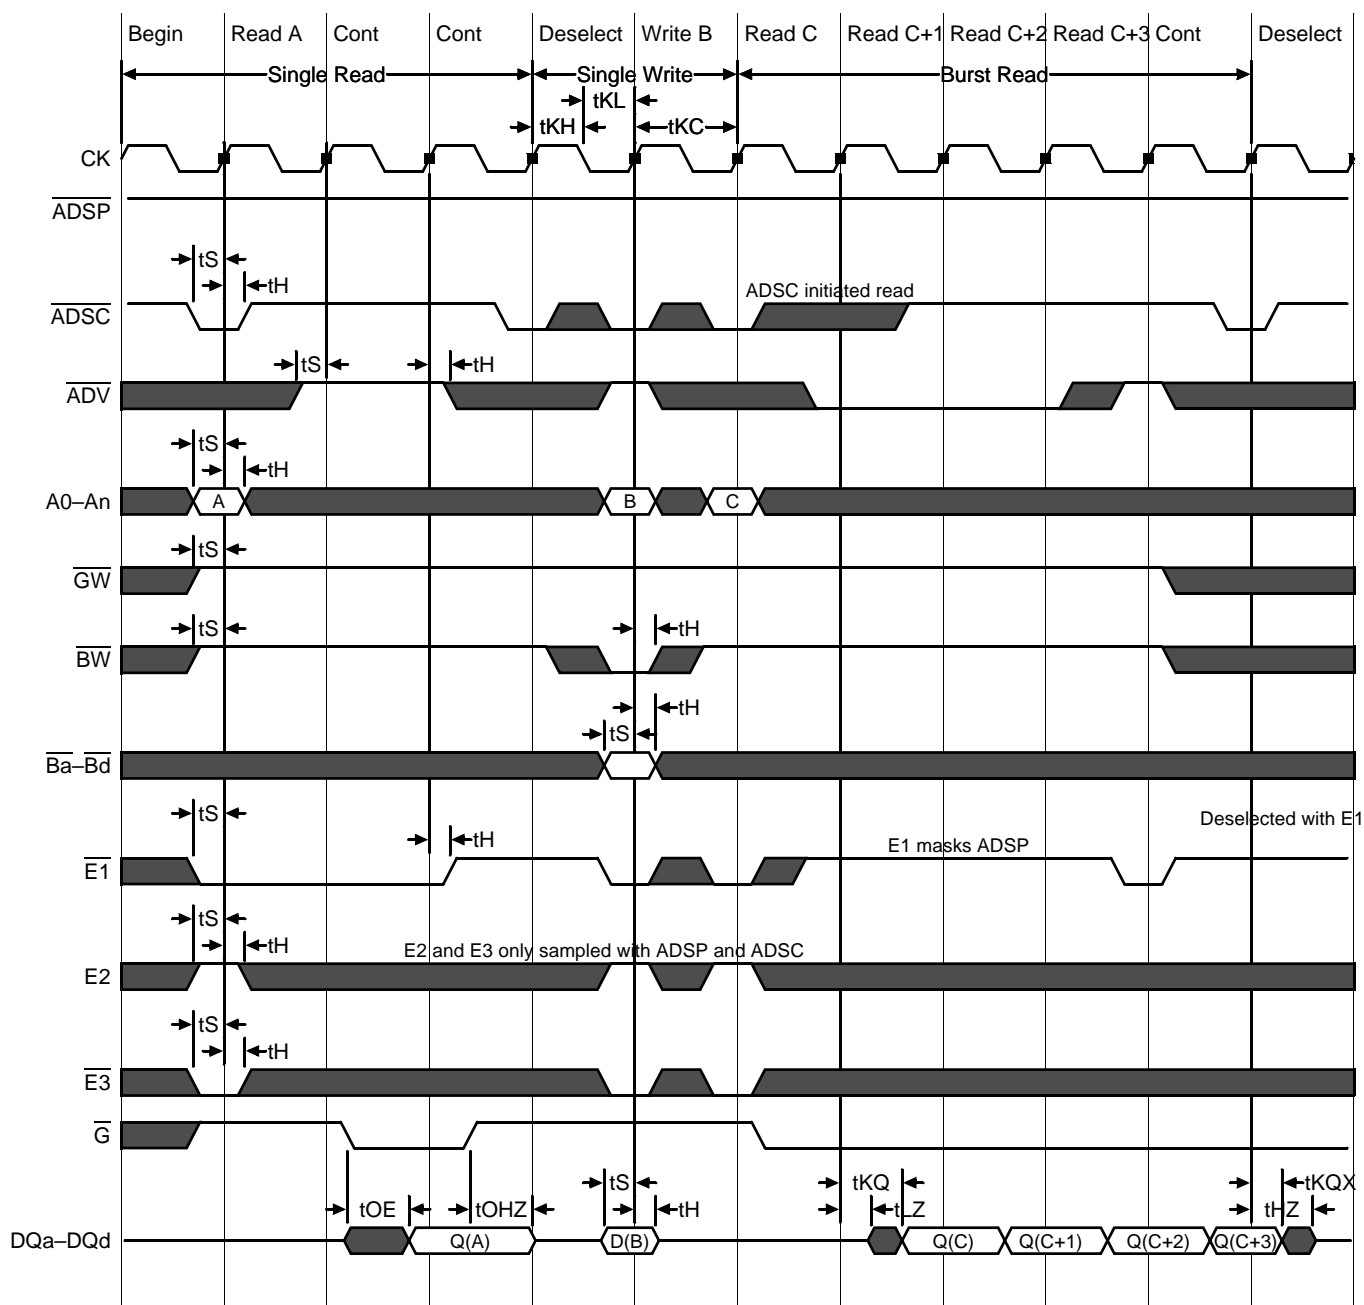 Begin Read A Cont Cont Deselect Write B Read C Read C+1 Read C+2 Read C+3 Cont Deselect
Single Read Single Write Burst Read
tKL
tKH tKC
CK
ADSP
tS
tH
ADSC initiated read
ADSC
tS tH
ADV
tS
tH
A0–An A B C
tS
GW
tS tH
BW
tH
tS
Ba–Bd
tS
Deselected with E1
tH
E1 masks ADSP
E1
tS
tH
E2 and E3 only sampled with ADSP and ADSC
E2
tS
tH
E3
G
tS tKQ tKQX
tOE tOHZ tH tLZ tHZ
DQa–DQd Q(A) D(B) Q(C) Q(C+1) Q(C+2) Q(C+3)